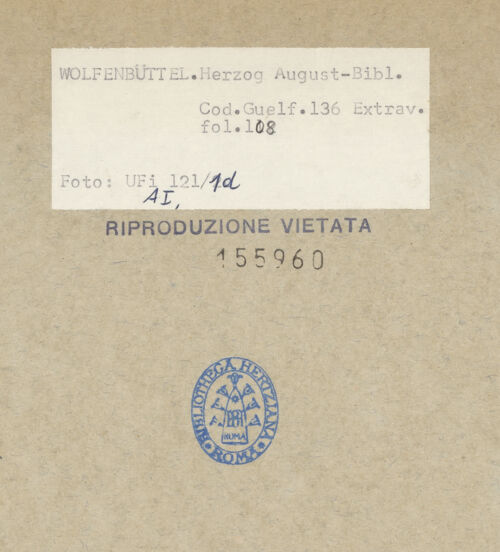 WOLFENBÜTTEL.Herzog August-Bibl.
Cod.Guelf.136 Extrav.
fol.108
Foto: UFi 121/1d
AI,
RIPRODUZIONE VIETATA
155960
BIBLIOTHECA HERTZIANA
ROMA
ROMA